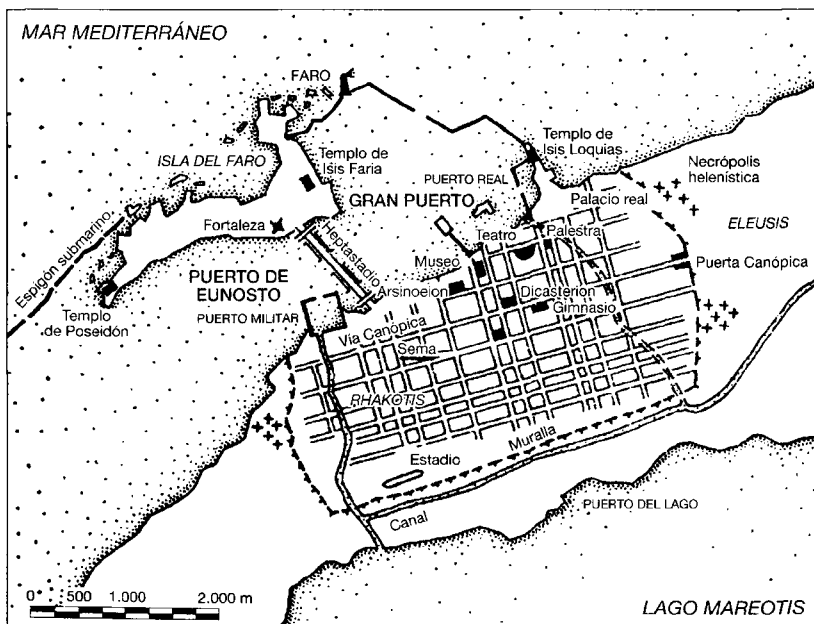 MAR MEDITERRÁNEO
FARO
ISLA DEL FARO
Templo de
Isis Faria
Templo de
Isis Loquias
Necrópolis
helenística
PUERTO REAL
GRAN PUERTO
Palacio real
ELEUSIS
Fortaleza
Heptastadio
Teatro
Palestra
Espigón submarino
Museo
Puerta Canópica
PUERTO DE
EUNOSTO
Arsinoeion
Dicasterion
Gimnasio
Templo
de Poseidón
PUERTO MILITAR
Vía Canópica
Sema
RHAKOTIS
Muralla
Estadio
PUERTO DEL LAGO
Canal
0 500 1.000 2.000 m
LAGO MAREOTIS